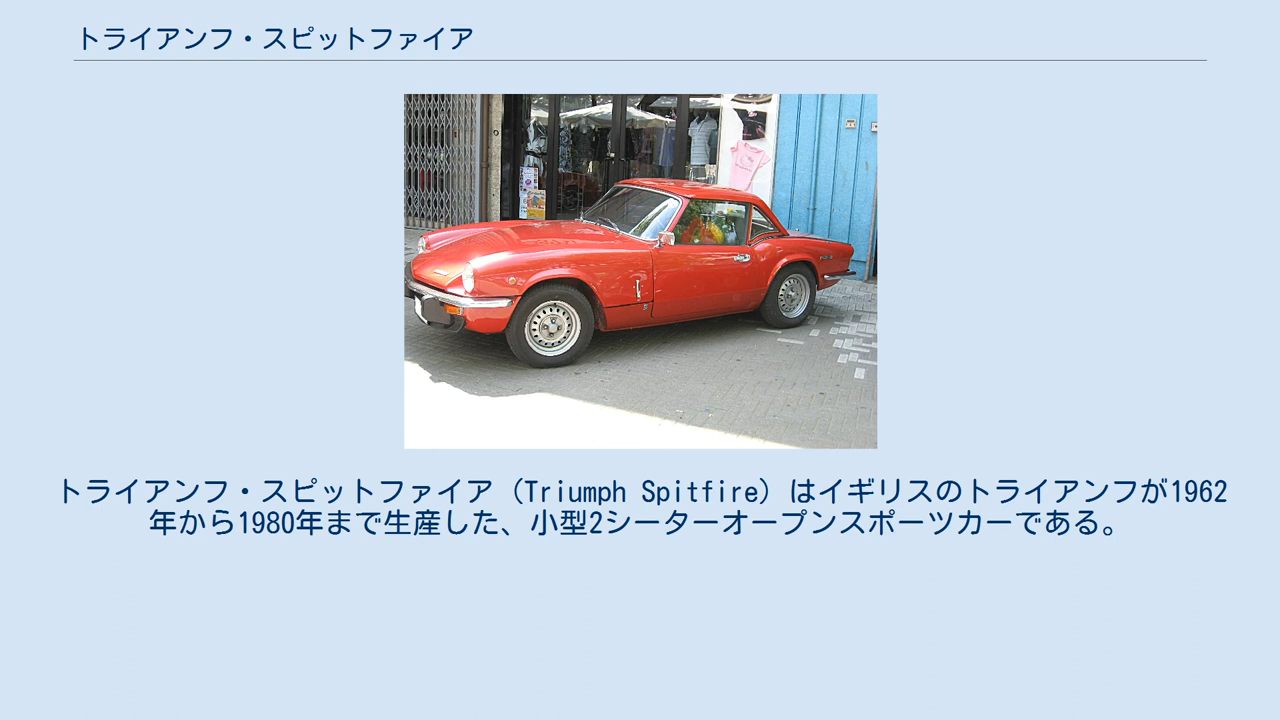 トライアンフ・スピットファイア
トライアンフ・スピットファイア（Triumph Spitfire）はイギリスのトライアンフが1962
年から1980年まで生産した、小型2シーターオープンスポーツカーである。